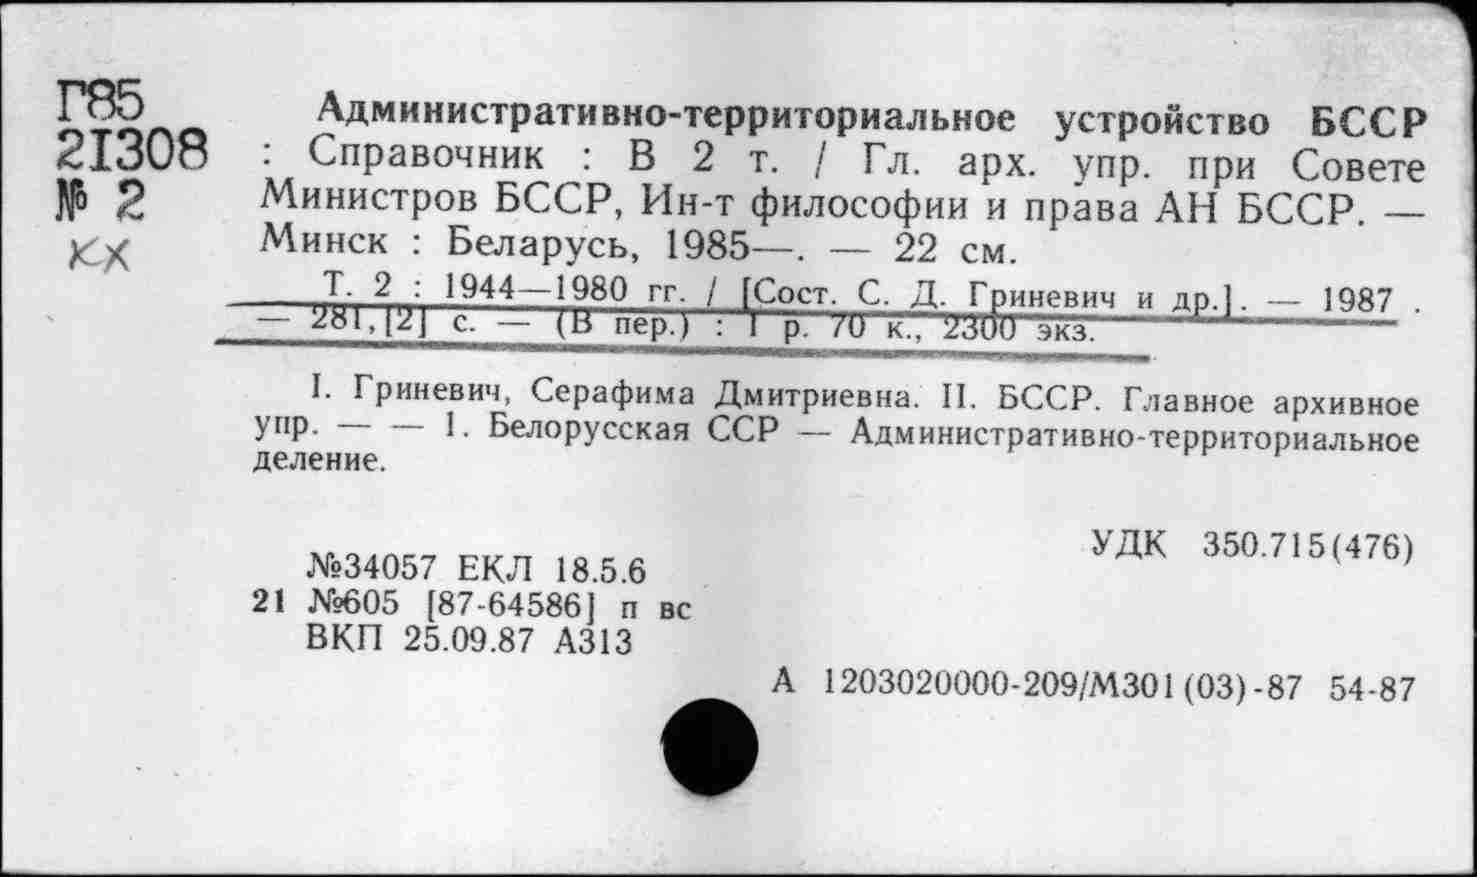 Г85
21308
№ 2
КХ
Административно-территориальное устройство БССР
: Справочник : В 2 т. / Гл. арх. упр. при Совете
Министров БССР, Ин-т философии и права АН БССР. —
Минск : Беларусь, 1985—. — 22 см.
Т. 2 : 1944—1980 гг. / [Сост. С. Д. Гриневич и др.]. — 1987 .
— 281,[2] с. — (В пер.) : 1 р. 70 к., 2300 экз.
I. Гриневич, Серафима Дмитриевна. II. БССР. Главное архивное
упр. — — 1. Белорусская ССР — Административно-территориальное
деление.
УДК 350.715(476)
№34057 ЕКЛ 18.5.6
21 №605 [87-64586] п вс
ВКП 25.09.87 А313
А 1203020000-209/М301(03)-87 54-87